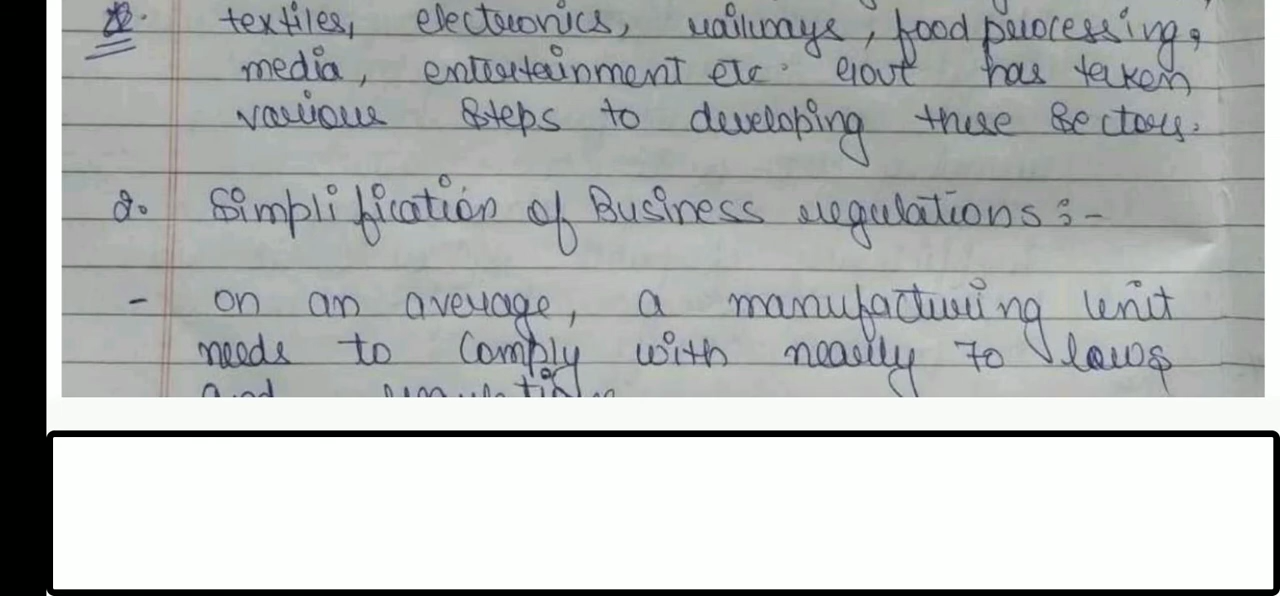 textiles, electronics, railways, food processing,
media, entertainment etc. Govt has taken
various steps to developing these sectors.
2. Simplification of Business regulations :-
- on an average, a manufacturing unit
needs to comply with nearly 70 laws
and